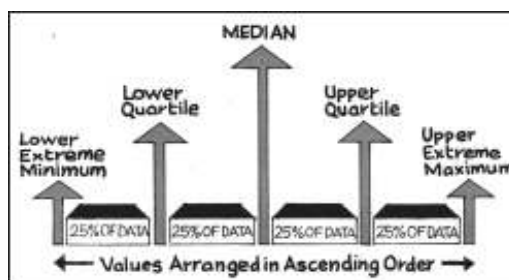 MEDIAN
Lower
Quartile
Upper
Quartile
Lower
Extreme
Minimum
Upper
Extreme
Maximum
25% OF DATA
25% OF DATA
25% OF DATA
25% OF DATA
Values Arranged in Ascending Order